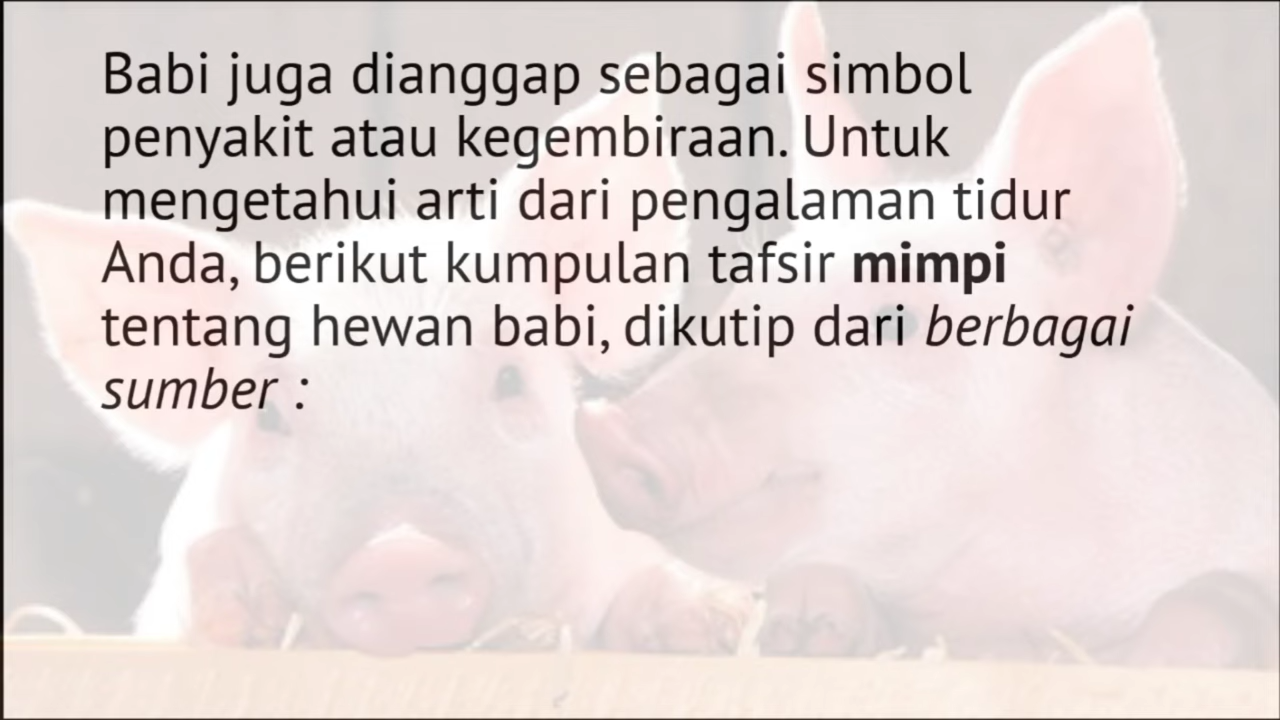 Babi juga dianggap sebagai simbol
penyakit atau kegembiraan. Untuk
mengetahui arti dari pengalaman tidur
Anda, berikut kumpulan tafsir mimpi
tentang hewan babi, dikutip dari berbagai
sumber :